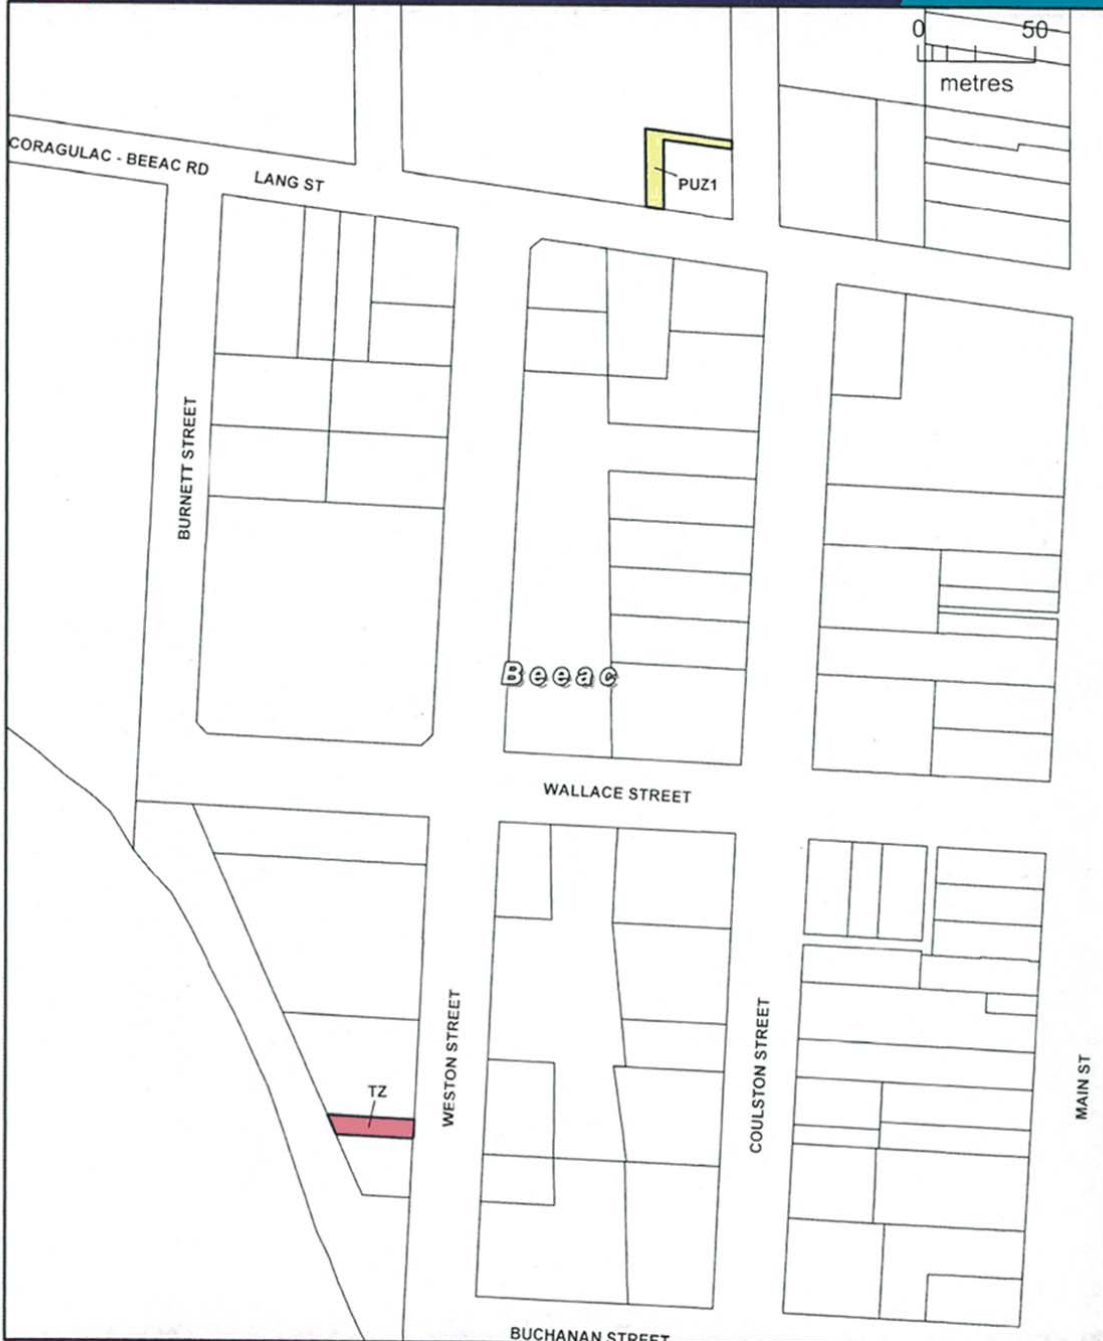 0 50
metres
CORAGULAC - BEEAC RD
LANG ST
PUZ1
BURNETT STREET
Beeac
WALLACE STREET
TZ
WESTON STREET
COULSTON STREET
MAIN ST
BUCHANAN STREET